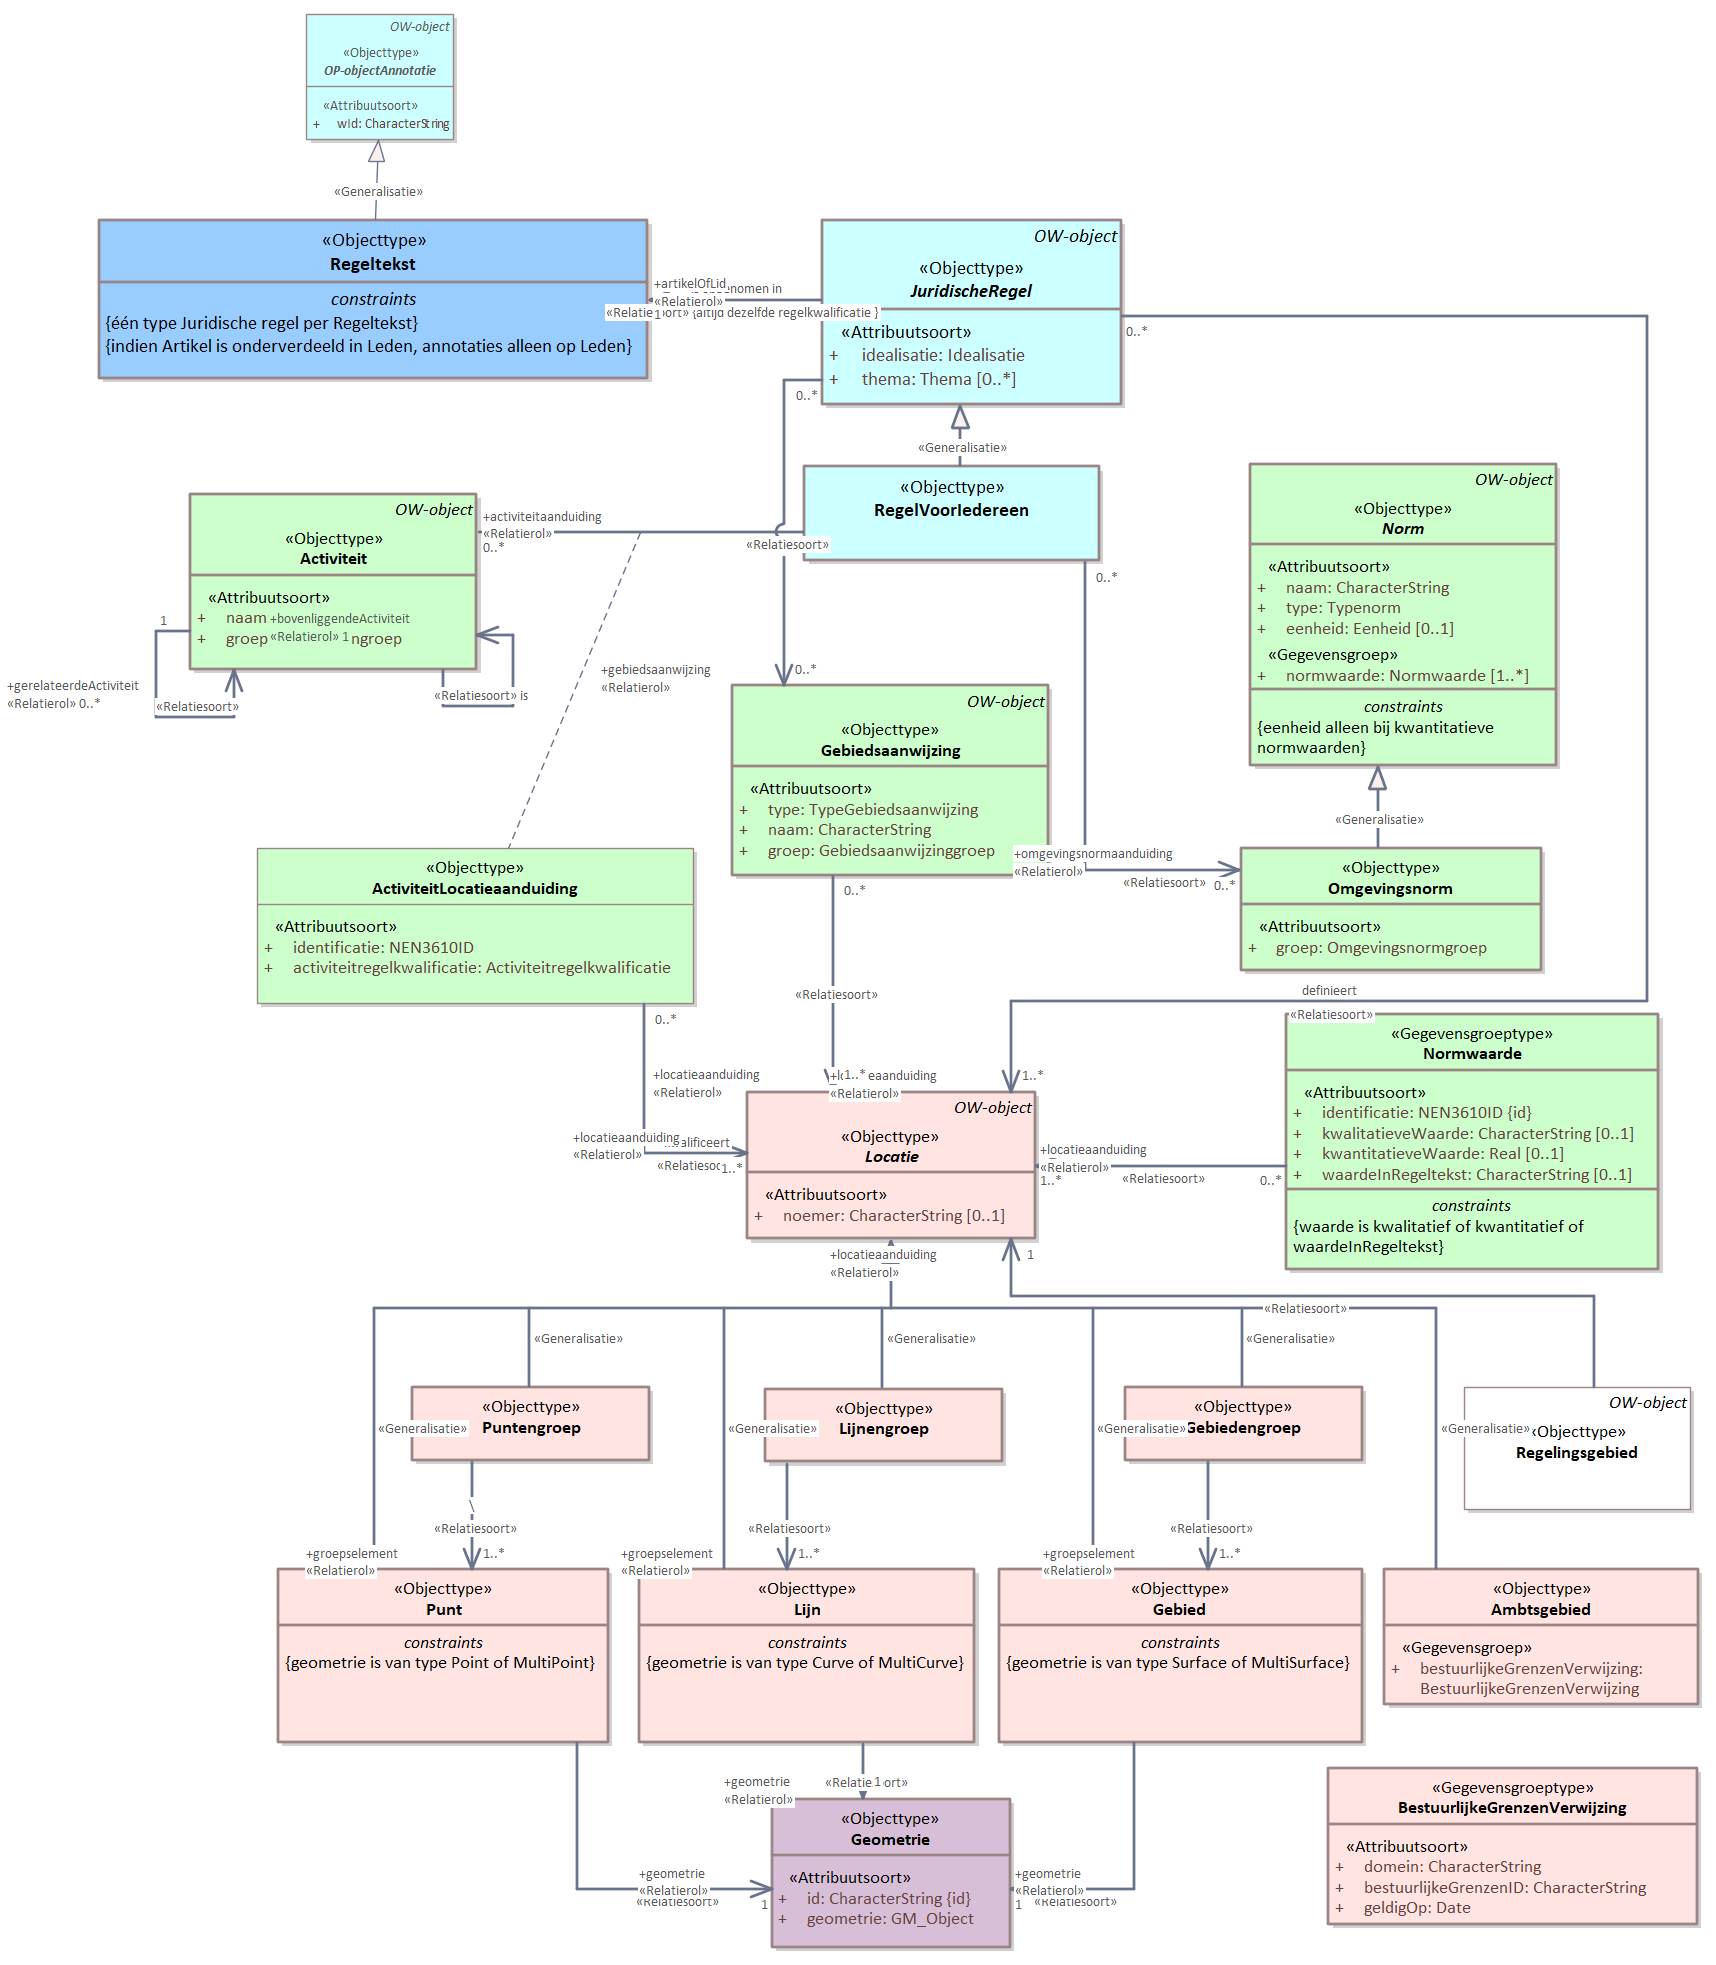 OW-object
«Objecttype»
OP-objectAnnotatie
«Attribuutsoort»
+ wId: CharacterString
«Generalisatie»
«Objecttype»
Regeltekst
constraints
{één type Juridische regel per Regeltekst}
{indien Artikel is onderverdeeld in Leden, annotaties alleen op Leden}
+artikelOfLid
«Relatierol»
1
OW-object
«Objecttype»
JuridischeRegel
«Attribuutsoort»
+ idealisatie: Idealisatie
+ thema: Thema [0..*]
0..*
0..*
«Generalisatie»
«Objecttype»
RegelVoorIedereen
0..*
OW-object
«Objecttype»
Norm
«Attribuutsoort»
+ naam: CharacterString
+ type: Typenorm
+ eenheid: Eenheid [0..1]
«Gegevensgroep»
+ normwaarde: Normwaarde [1..*]
constraints
{eenheid alleen bij kwantitatieve
normwaarden}
«Generalisatie»
OW-object
«Objecttype»
Activiteit
«Attribuutsoort»
+ naam
+ groep
+bovenliggendeActiviteit
«Relatierol» 1
ngroep
+activiteitaanduiding
«Relatierol»
0..*
«Relatiesoort»
1
+gerelateerdeActiviteit
«Relatierol» 0..*
«Relatiesoort»
«Relatiesoort» is
+gebiedsaanwijzing
«Relatierol»
0..*
OW-object
«Objecttype»
Gebiedsaanwijzing
«Attribuutsoort»
+ type: TypeGebiedsaanwijzing
+ naam: CharacterString
+ groep: Gebiedsaanwijzinggroep
0..*
+omgevingsnormaanduiding
«Relatierol»
«Relatiesoort»
0..*
«Objecttype»
Omgevingsnorm
«Attribuutsoort»
+ groep: Omgevingsnormgroep
«Objecttype»
ActiviteitLocatieaanduiding
«Attribuutsoort»
+ identificatie: NEN3610ID
+ activiteitregelkwalificatie: Activiteitregelkwalificatie
0..*
«Relatiesoort»
definieert
«Relatiesoort»
+locatieaanduiding
«Relatierol»
1..*
«Relatierol»
1..*
+locatieaanduiding
«Relatierol»
1..*
OW-object
«Objecttype»
Locatie
«Attribuutsoort»
+ noemer: CharacterString [0..1]
+locatieaanduiding
«Relatierol»
1..*
«Relatiesoort»
0..*
«Gegevensgroeptype»
Normwaarde
«Attribuutsoort»
+ identificatie: NEN3610ID {id}
+ kwalitatieveWaarde: CharacterString [0..1]
+ kwantitatieveWaarde: Real [0..1]
+ waardeInRegeltekst: CharacterString [0..1]
constraints
{waarde is kwalitatief of kwantitatief of
waardeInRegeltekst}
+locatieaanduiding
«Relatierol»
1
«Relatiesoort»
«Generalisatie»
«Generalisatie»
«Generalisatie»
«Objecttype»
Puntengroep
«Objecttype»
Lijnengroep
«Objecttype»
Gebiedengroep
OW-object
«Objecttype»
Regelingsgebied
«Generalisatie»
«Generalisatie»
«Generalisatie»
«Generalisatie»
«Relatiesoort»
«Relatiesoort»
«Relatiesoort»
+groepselement
«Relatierol»
1..*
+groepselement
«Relatierol»
1..*
+groepselement
«Relatierol»
1..*
«Objecttype»
Punt
constraints
{geometrie is van type Point of MultiPoint}
«Objecttype»
Lijn
constraints
{geometrie is van type Curve of MultiCurve}
«Objecttype»
Gebied
constraints
{geometrie is van type Surface of MultiSurface}
«Objecttype»
Ambtsgebied
«Gegevensgroep»
+ bestuurlijkeGrenzenVerwijzing:
BestuurlijkeGrenzenVerwijzing
+geometrie
«Relatierol»
1
«Objecttype»
Geometrie
«Attribuutsoort»
+ id: CharacterString {id}
+ geometrie: GM_Object
+geometrie
«Relatierol»
«Relatiesoort»
1
+geometrie
«Relatierol»
1
«Relatiesoort»
«Gegevensgroeptype»
BestuurlijkeGrenzenVerwijzing
«Attribuutsoort»
+ domein: CharacterString
+ bestuurlijkeGrenzenID: CharacterString
+ geldigOp: Date